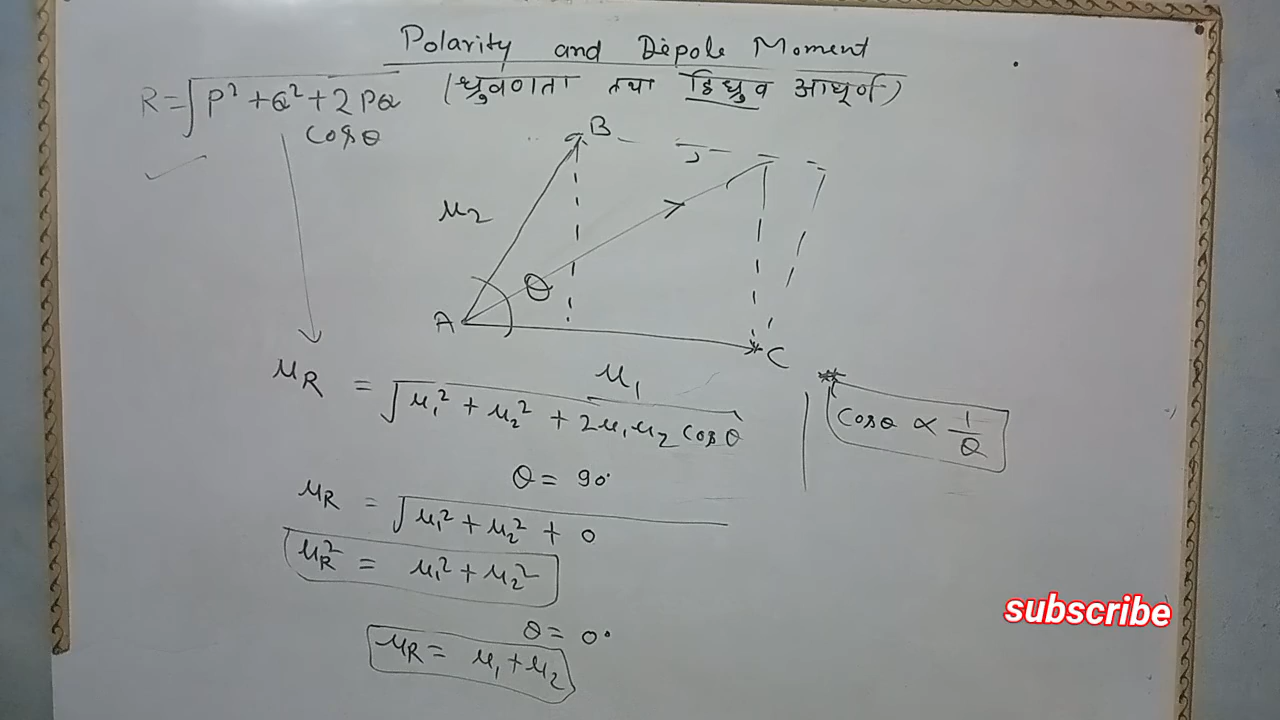 Polarity and Dipole Moment
(ध्रुवणता तथा द्विध्रुव आघूर्ण)
R=√P²+Q²+2PQ
Cosθ
B
μ2
θ
A
C
μ1
μR = √μ1²+μ2²+2μ1μ2 Cosθ
Cosθ ∝ 1/θ
θ = 90°
μR = √μ1²+μ2²+0
μR² = μ1²+μ2²
θ = 0°
μR = μ1+μ2
subscribe